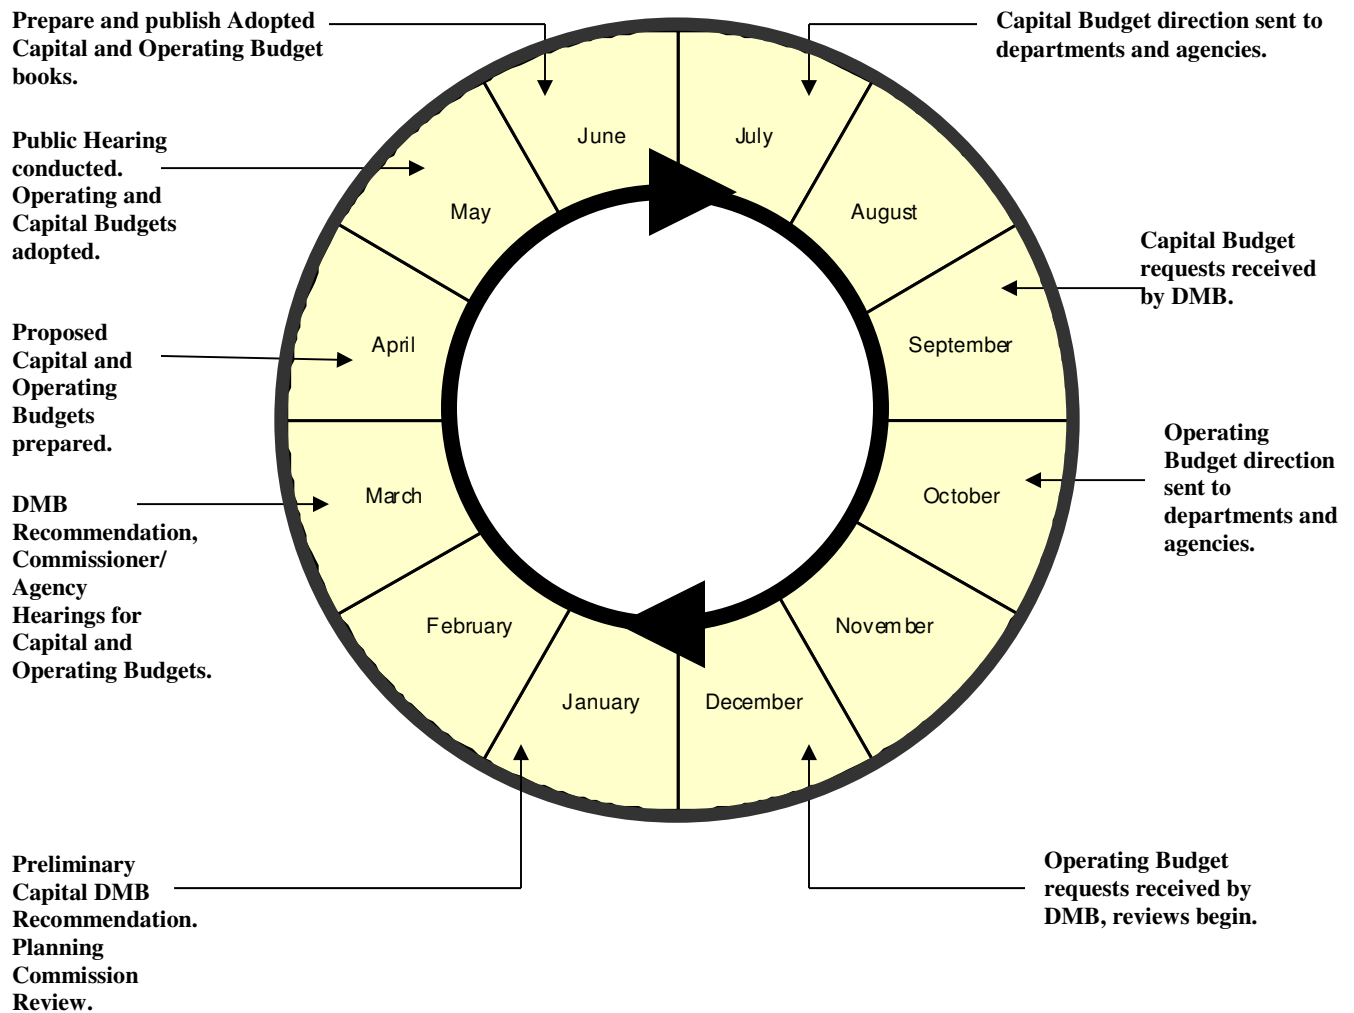 Prepare and publish Adopted
Capital and Operating Budget
books.
Capital Budget direction sent to
departments and agencies.
Public Hearing
conducted.
Operating and
Capital Budgets
adopted.
June
July
May
August
Capital Budget
requests received
by DMB.
Proposed
Capital and
Operating
Budgets
prepared.
April
September
Operating
Budget direction
sent to
departments and
agencies.
March
October
DMB
Recommendation,
Commissioner/
Agency
Hearings for
Capital and
Operating Budgets.
February
November
January
December
Preliminary
Capital DMB
Recommendation.
Planning
Commission
Review.
Operating Budget
requests received by
DMB, reviews begin.